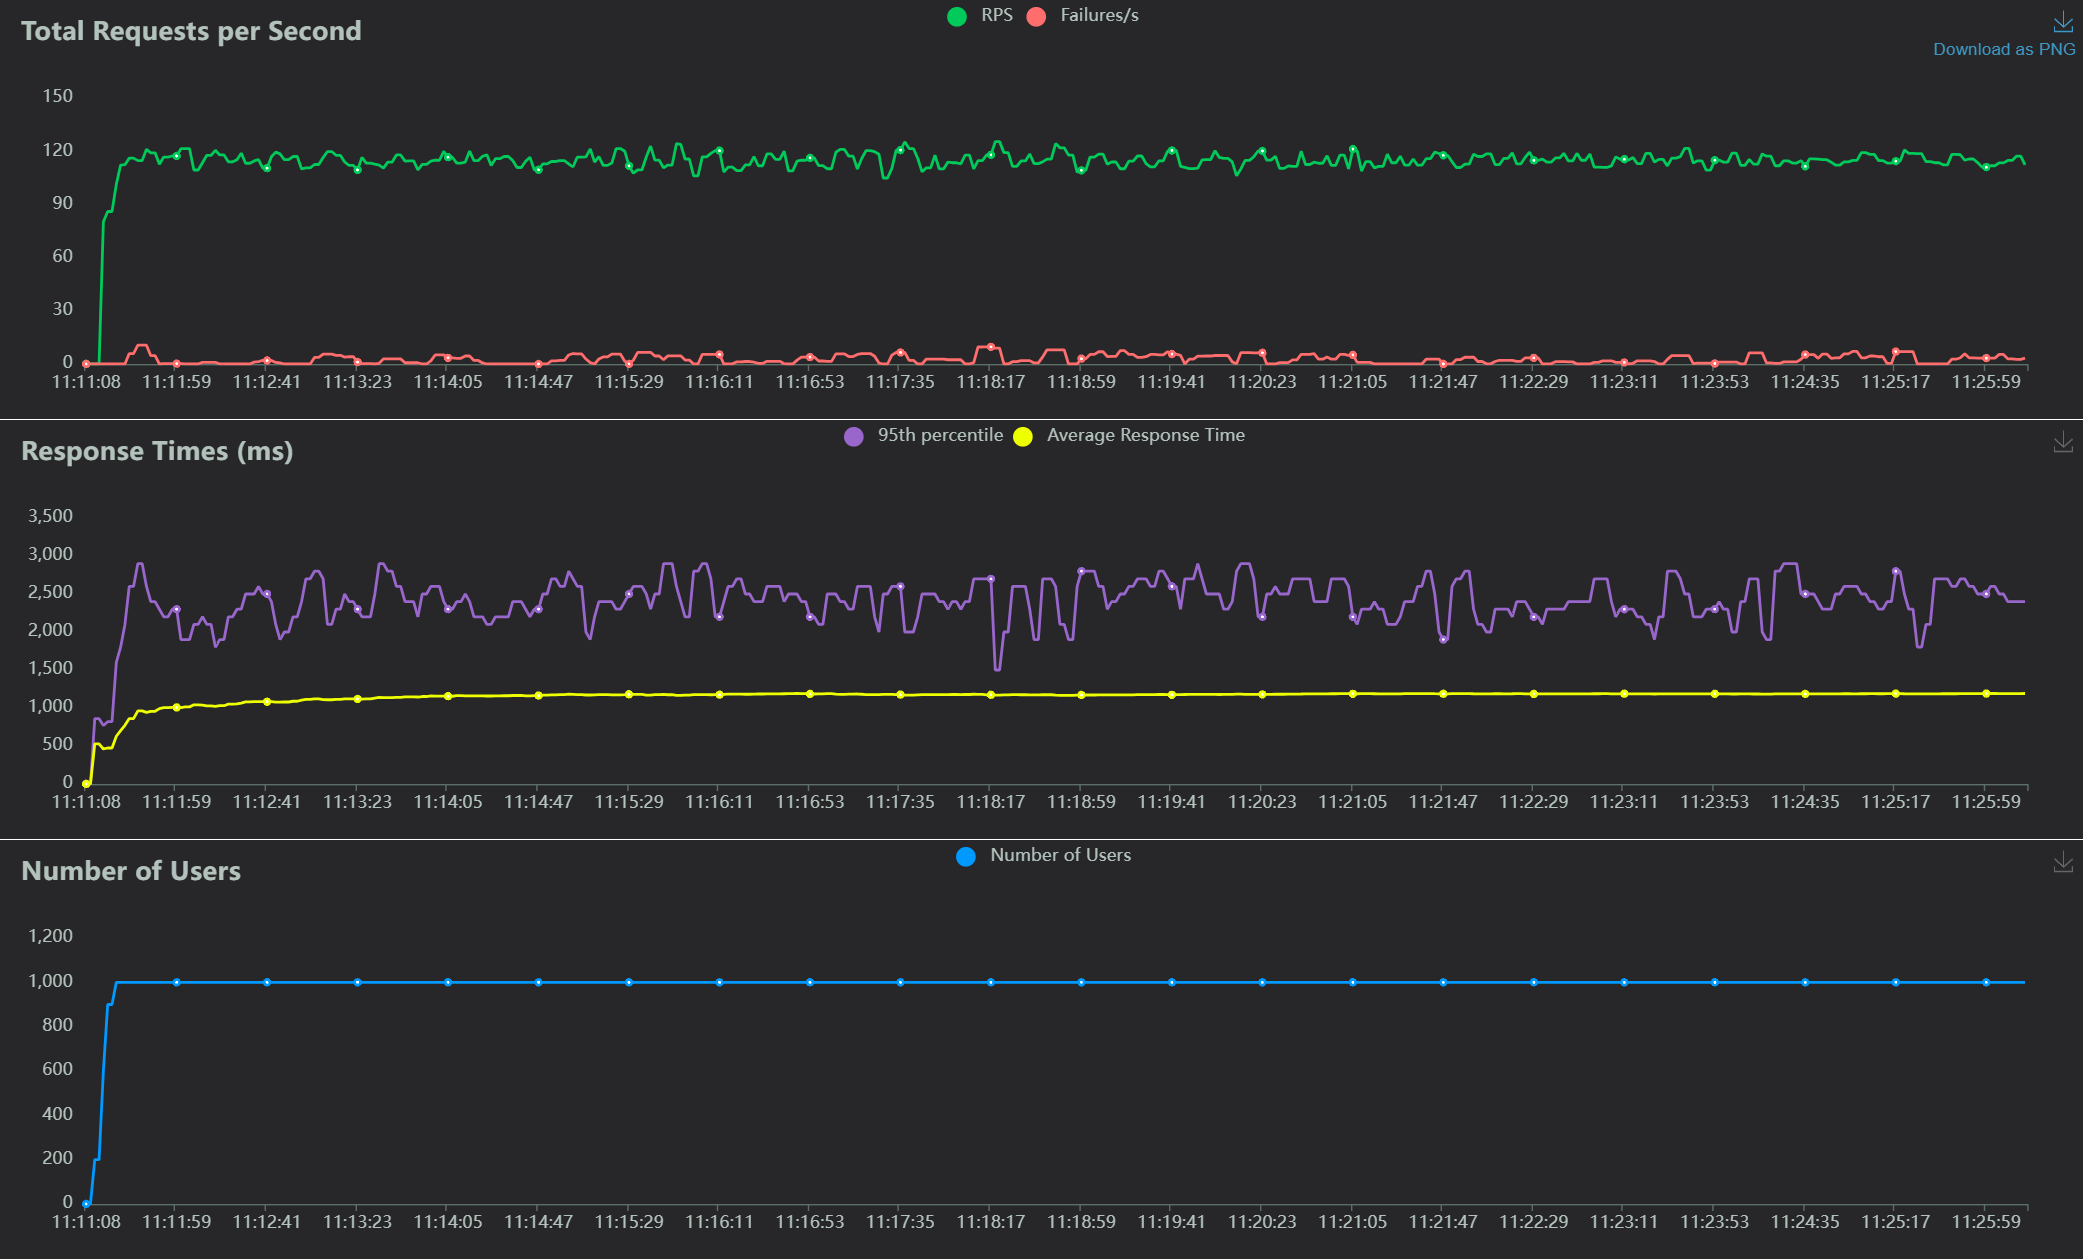 RPS Failures/s
Total Requests per Second
Download as PNG
150
120
90
60
30
0
11:11:08 11:11:59 11:12:41 11:13:23 11:14:05 11:14:47 11:15:29 11:16:11 11:16:53 11:17:35 11:18:17 11:18:59 11:19:41 11:20:23 11:21:05 11:21:47 11:22:29 11:23:11 11:23:53 11:24:35 11:25:17 11:25:59
95th percentile Average Response Time
Response Times (ms)
3,500
3,000
2,500
2,000
1,500
1,000
500
0
11:11:08 11:11:59 11:12:41 11:13:23 11:14:05 11:14:47 11:15:29 11:16:11 11:16:53 11:17:35 11:18:17 11:18:59 11:19:41 11:20:23 11:21:05 11:21:47 11:22:29 11:23:11 11:23:53 11:24:35 11:25:17 11:25:59
Number of Users
Number of Users
1,200
1,000
800
600
400
200
0
11:11:08 11:11:59 11:12:41 11:13:23 11:14:05 11:14:47 11:15:29 11:16:11 11:16:53 11:17:35 11:18:17 11:18:59 11:19:41 11:20:23 11:21:05 11:21:47 11:22:29 11:23:11 11:23:53 11:24:35 11:25:17 11:25:59